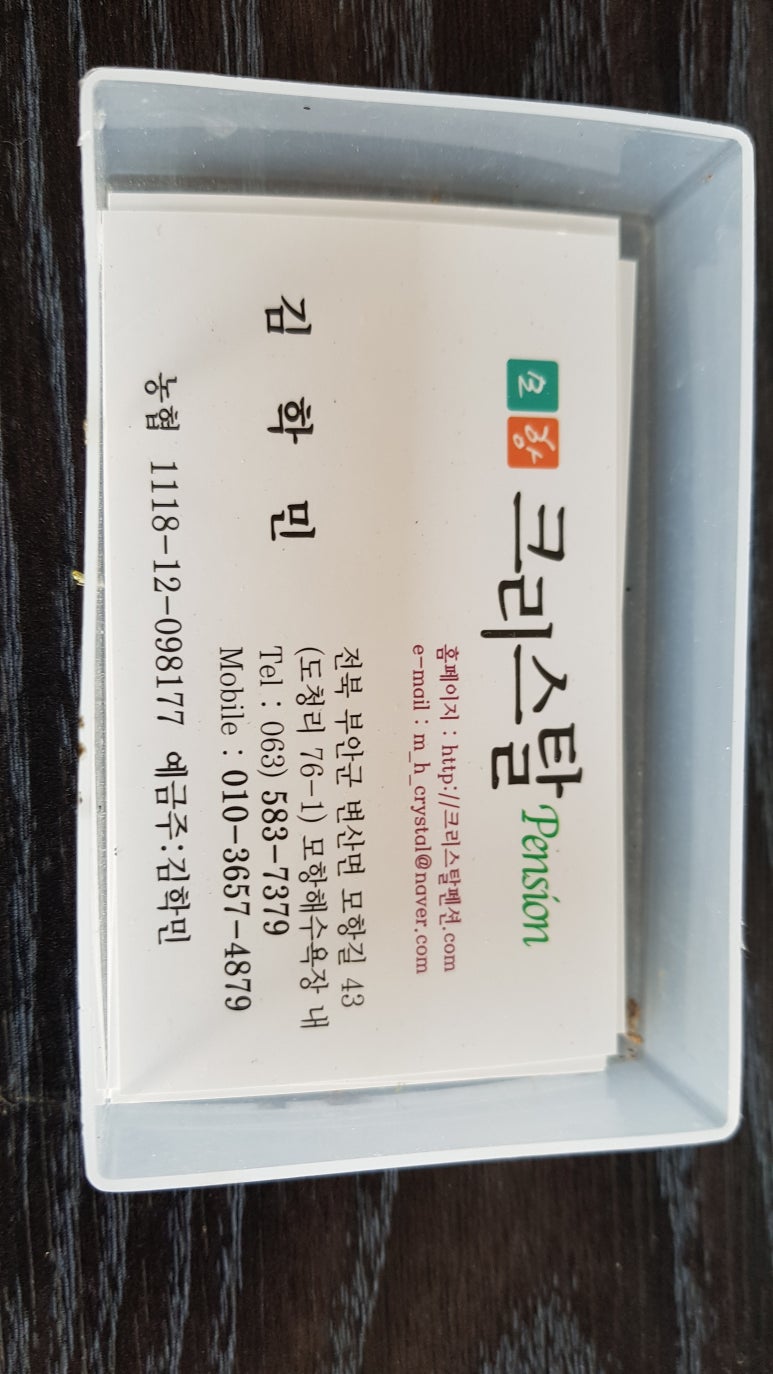 모항 크리스탈 Pension
홈페이지 : http://크리스탈펜션.com
e-mail : m_h_crystal@naver.com
김 학 민
전북 부안군 변산면 모항길 43
(도청리 76-1) 모항해수욕장 내
Tel : 063) 583-7379
Mobile : 010-3657-4879
농협 1118-12-098177 예금주:김학민